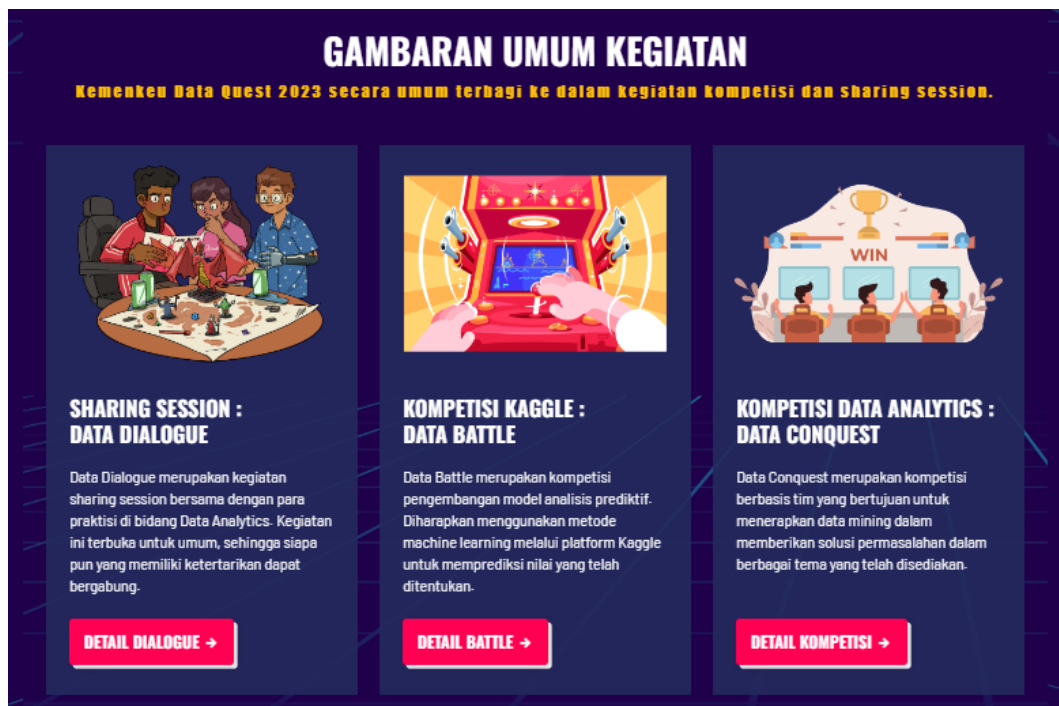 GAMBARAN UMUM KEGIATAN
Kemenkeu Data Quest 2023 secara umum terbagi ke dalam kegiatan kompetisi dan sharing session.
WIN
SHARING SESSION :
DATA DIALOGUE
Data Dialogue merupakan kegiatan
sharing session bersama dengan para
praktisi di bidang Data Analytics. Kegiatan
ini terbuka untuk umum, sehingga siapa
pun yang memiliki ketertarikan dapat
bergabung.
DETAIL DIALOGUE →
KOMPETISI KAGGLE :
DATA BATTLE
Data Battle merupakan kompetisi
pengembangan model analisis prediktif.
Diharapkan menggunakan metode
machine learning melalui platform Kaggle
untuk memprediksi nilai yang telah
ditentukan.
DETAIL BATTLE →
KOMPETISI DATA ANALYTICS :
DATA CONQUEST
Data Conquest merupakan kompetisi
berbasis tim yang bertujuan untuk
menerapkan data mining dalam
memberikan solusi permasalahan dalam
berbagai tema yang telah disediakan.
DETAIL KOMPETISI →